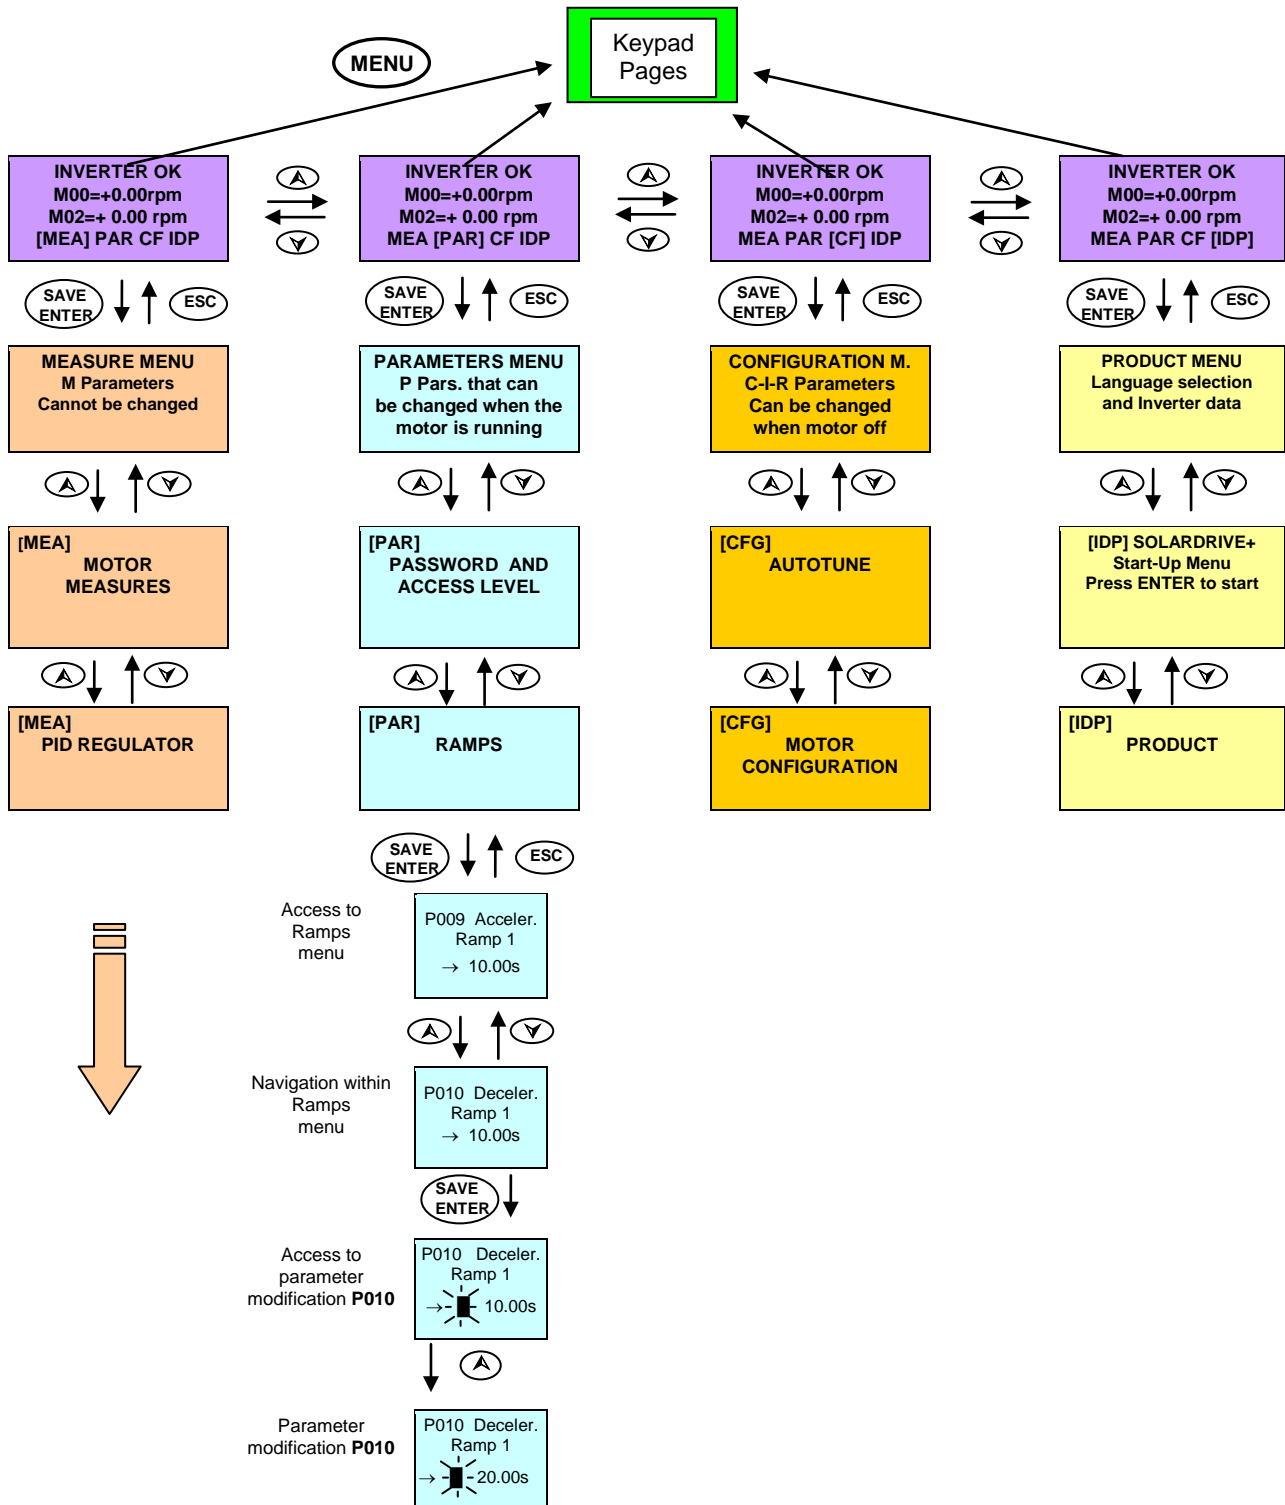 Keypad
Pages
MENU
INVERTER OK
M00=+0.00rpm
M02=+ 0.00 rpm
[MEA] PAR CF IDP
INVERTER OK
M00=+0.00rpm
M02=+ 0.00 rpm
MEA [PAR] CF IDP
INVERTER OK
M00=+0.00rpm
M02=+ 0.00 rpm
MEA PAR [CF] IDP
INVERTER OK
M00=+0.00rpm
M02=+ 0.00 rpm
MEA PAR CF [IDP]
SAVE
ENTER
ESC
SAVE
ENTER
ESC
SAVE
ENTER
ESC
SAVE
ENTER
ESC
MEASURE MENU
M Parameters
Cannot be changed
PARAMETERS MENU
P Pars. that can
be changed when the
motor is running
CONFIGURATION M.
C-I-R Parameters
Can be changed
when motor off
PRODUCT MENU
Language selection
and Inverter data
[MEA]
MOTOR
MEASURES
[PAR]
PASSWORD AND
ACCESS LEVEL
[CFG]
AUTOTUNE
[IDP] SOLARDRIVE+
Start-Up Menu
Press ENTER to start
[MEA]
PID REGULATOR
[PAR]
RAMPS
[CFG]
MOTOR
CONFIGURATION
[IDP]
PRODUCT
SAVE
ENTER
ESC
Access to
Ramps
menu
P009 Acceler.
Ramp 1
→ 10.00s
Navigation within
Ramps
menu
P010 Deceler.
Ramp 1
→ 10.00s
SAVE
ENTER
Access to
parameter
modification P010
P010 Deceler.
Ramp 1
→ 10.00s
Parameter
modification P010
P010 Deceler.
Ramp 1
→ 20.00s